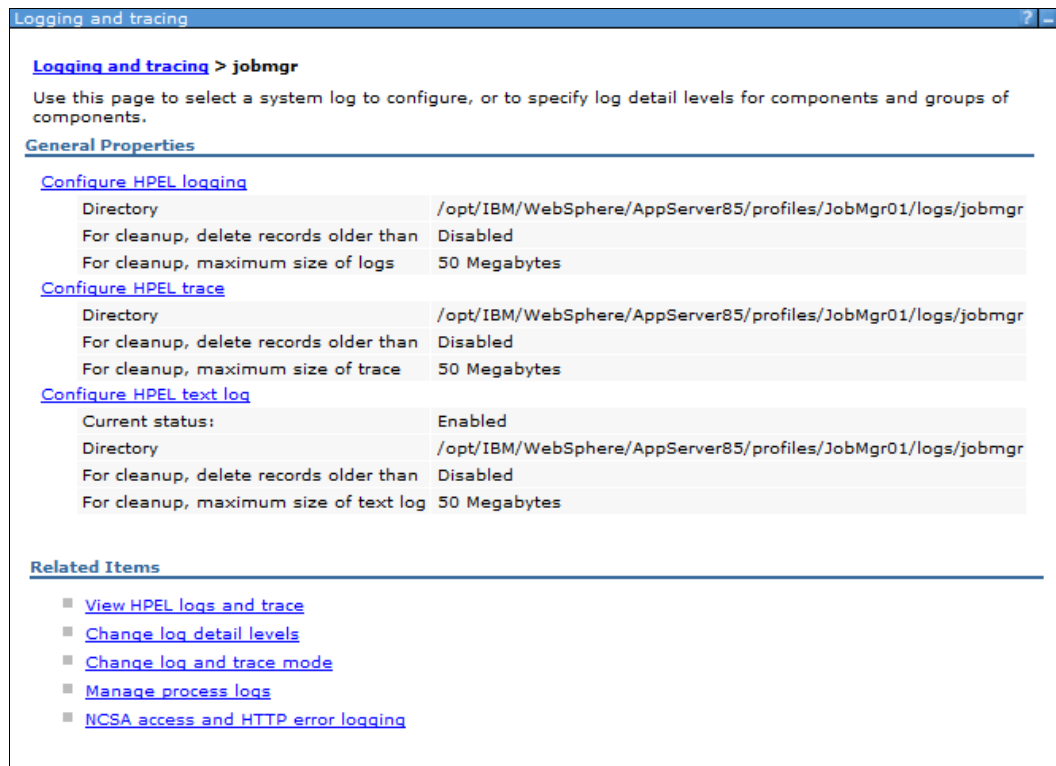 Logging and tracing ? -
Logging and tracing > jobmgr
Use this page to select a system log to configure, or to specify log detail levels for components and groups of
components.
General Properties
Configure HPEL logging
Directory /opt/IBM/WebSphere/AppServer85/profiles/JobMgr01/logs/jobmgr
For cleanup, delete records older than Disabled
For cleanup, maximum size of logs 50 Megabytes
Configure HPEL trace
Directory /opt/IBM/WebSphere/AppServer85/profiles/JobMgr01/logs/jobmgr
For cleanup, delete records older than Disabled
For cleanup, maximum size of trace 50 Megabytes
Configure HPEL text log
Current status: Enabled
Directory /opt/IBM/WebSphere/AppServer85/profiles/JobMgr01/logs/jobmgr
For cleanup, delete records older than Disabled
For cleanup, maximum size of text log 50 Megabytes
Related Items
View HPEL logs and trace
Change log detail levels
Change log and trace mode
Manage process logs
NCSA access and HTTP error logging